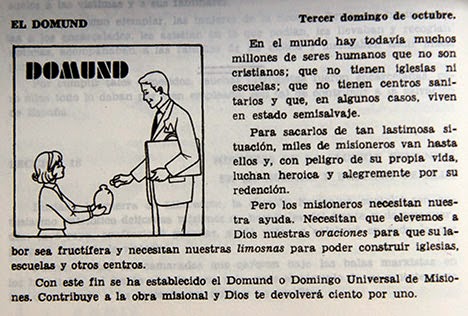 EL DOMUND Tercer domingo de octubre.
DOMUND
En el mundo hay todavía muchos
millones de seres humanos que no son
cristianos; que no tienen iglesias ni
escuelas; que no tienen centros sani-
tarios y que, en algunos casos, viven
en estado semisalvaje.
Para sacarlos de tan lastimosa si-
tuación, miles de misioneros van hasta
ellos y, con peligro de su propia vida,
luchan heroica y alegremente por su
redención.
Pero los misioneros necesitan nues-
tra ayuda. Necesitan que elevemos a
Dios nuestras oraciones para que su la-
bor sea fructífera y necesitan nuestras limosnas para poder construir iglesias,
escuelas y otros centros.
Con este fin se ha establecido el Domund o Domingo Universal de Misio-
nes. Contribuye a la obra misional y Dios te devolverá ciento por uno.